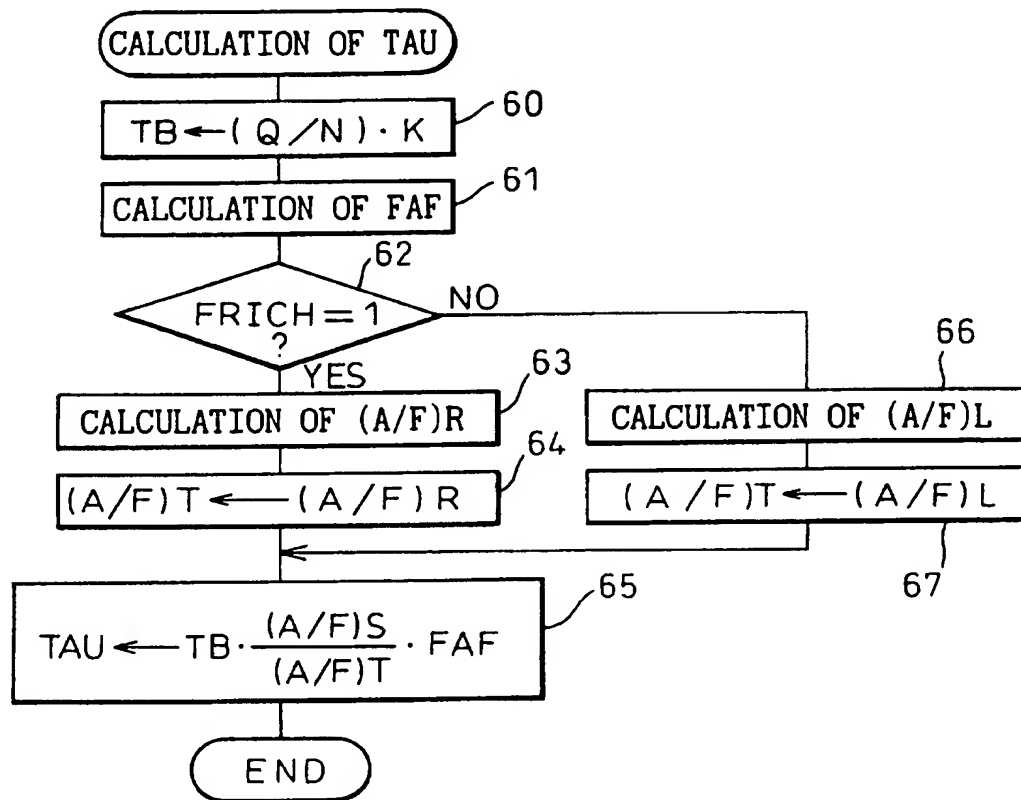 CALCULATION OF TAU
60
TB ← (Q/N) · K
61
CALCULATION OF FAF
62
FRICH = 1
?
NO
YES
63
CALCULATION OF (A/F)R
66
CALCULATION OF (A/F)L
64
(A/F)T ← (A/F)R
(A/F)T ← (A/F)L
67
65
TAU ← TB · (A/F)S / (A/F)T · FAF
END